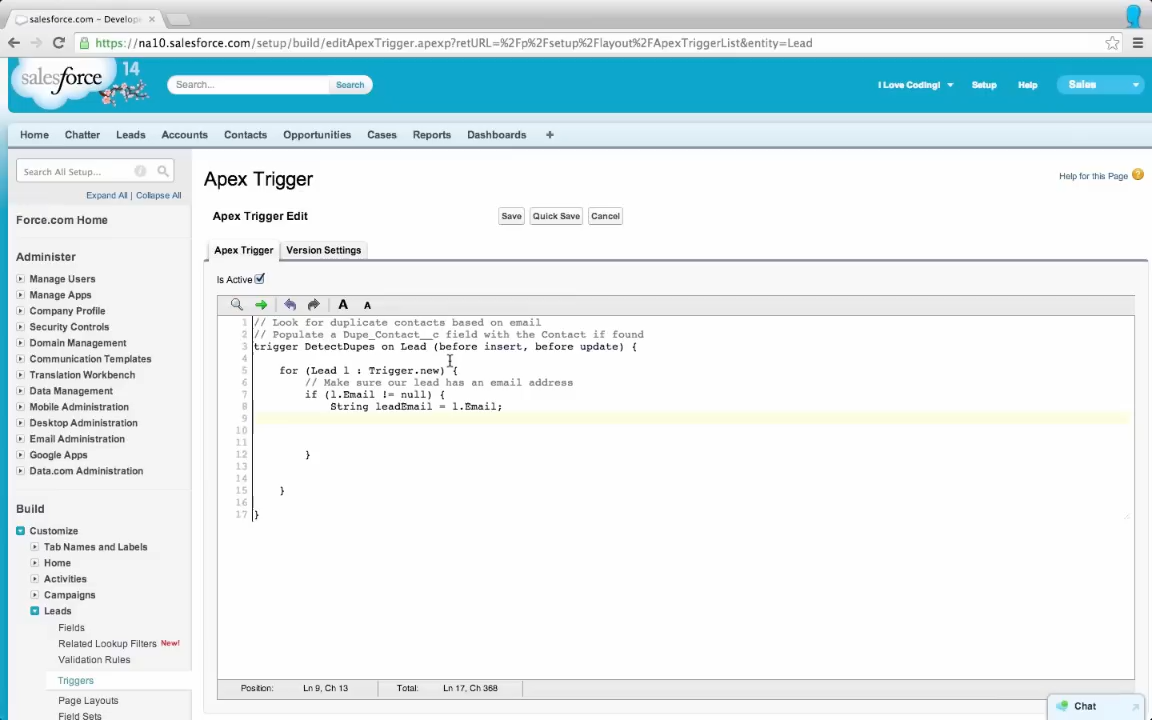 salesforce.com – Develope
https://na10.salesforce.com/setup/build/editApexTrigger.apexp?retURL=%2Fp%2Fsetup%2Flayout%2FApexTriggerList&entity=Lead
salesforce
14
Search...
Search
I Love Coding!
Setup
Help
Sales
Home
Chatter
Leads
Accounts
Contacts
Opportunities
Cases
Reports
Dashboards
+
Search All Setup...
Expand All | Collapse All
Force.com Home
Administer
Manage Users
Manage Apps
Company Profile
Security Controls
Domain Management
Communication Templates
Translation Workbench
Data Management
Mobile Administration
Desktop Administration
Email Administration
Google Apps
Data.com Administration
Build
Customize
Tab Names and Labels
Home
Activities
Campaigns
Leads
Fields
Related Lookup Filters New!
Validation Rules
Triggers
Page Layouts
Field Sets
Apex Trigger
Help for this Page ?
Apex Trigger Edit
Save
Quick Save
Cancel
Apex Trigger
Version Settings
Is Active
A A
1 // Look for duplicate contacts based on email
2 // Populate a Dupe_Contact__c field with the Contact if found
3 trigger DetectDupes on Lead (before insert, before update) {
4
5 for (Lead l : Trigger.new) {
6 // Make sure our lead has an email address
7 if (l.Email != null) {
8 String leadEmail = l.Email;
9
10
11
12 }
13
14
15 }
16
17 }
Position: Ln 9, Ch 13 Total: Ln 17, Ch 368
Chat